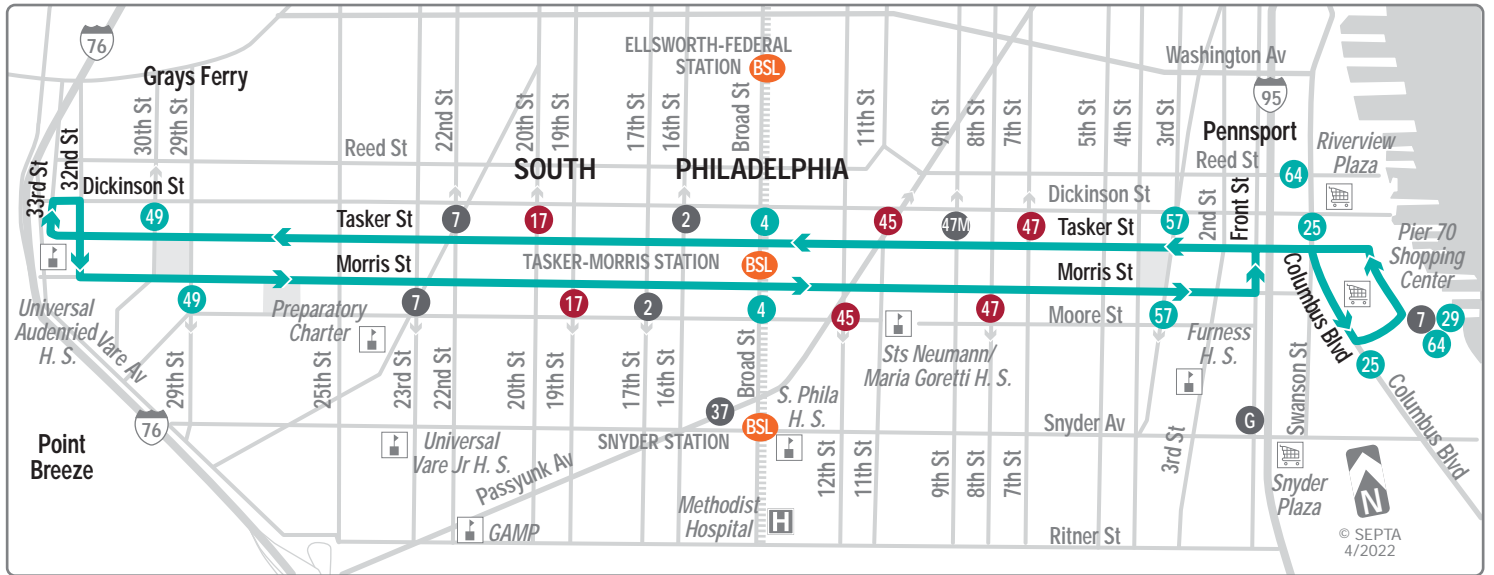 76
Grays Ferry
ELLSWORTH-FEDERAL
STATION
BSL
Washington Av
95
33rd St
32nd St
30th St
29th St
22nd St
20th St
19th St
17th St
16th St
Broad St
11th St
9th St
8th St
7th St
5th St
4th St
3rd St
Pennsport
Reed St
Reed St
Riverview
Plaza
SOUTH PHILADELPHIA
64
Dickinson St
Dickinson St
2nd St
Front St
49
Tasker St
7
17
2
4
45
47M
47
57
Tasker St
25
Pier 70
Shopping
Center
Morris St
TASKER-MORRIS STATION
BSL
Morris St
Columbus Blvd
Universal
Audenried
H. S.
49
Preparatory
Charter
7
17
2
4
45
47
Moore St
57
Furness
H. S.
7
29
64
25
Sts Neumann/
Maria Goretti H. S.
Vare Av
29th St
25th St
23rd St
22nd St
20th St
19th St
17th St
16th St
Broad St
S. Phila
H. S.
Swanson St
Columbus Blvd
76
37
BSL
SNYDER STATION
Snyder Av
G
Point
Breeze
Universal
Vare Jr H. S.
Passyunk Av
12th St
11th St
9th St
8th St
7th St
3rd St
Snyder
Plaza
N
Methodist
Hospital
H
GAMP
Ritner St
© SEPTA
4/2022